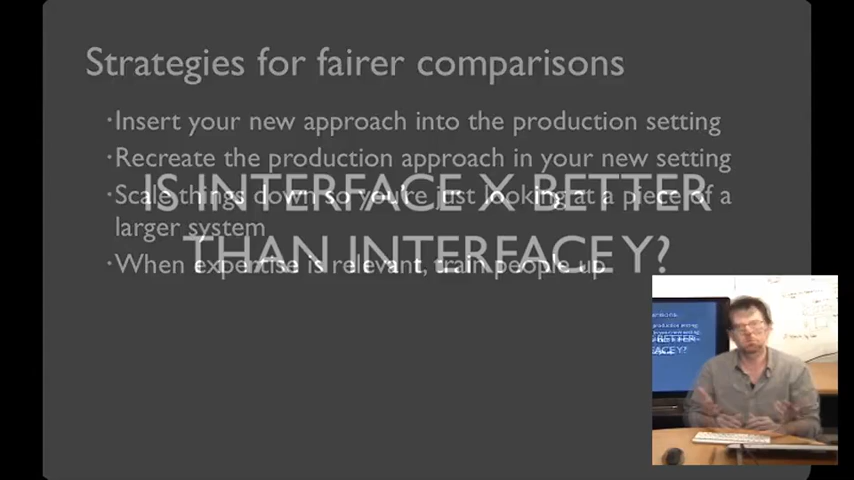 Strategies for fairer comparisons
·Insert your new approach into the production setting
·Recreate the production approach in your new setting
·Scale things down so you're just looking at a piece of a
larger system
·When expertise is relevant, train people up
IS INTERFACE X BETTER
THAN INTERFACE Y?